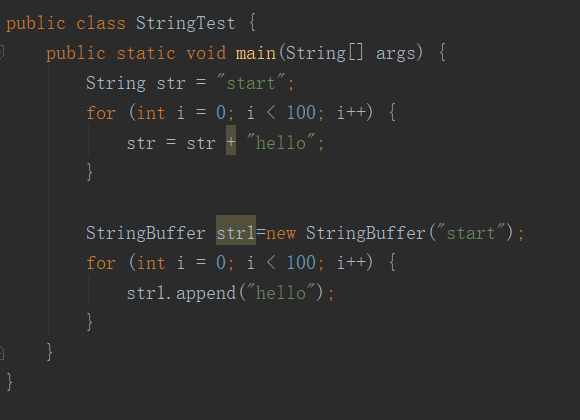 public class StringTest {
    public static void main(String[] args) {
        String str = "start";
        for (int i = 0; i < 100; i++) {
            str = str + "hello";
        }

        StringBuffer str1=new StringBuffer("start");
        for (int i = 0; i < 100; i++) {
            str1.append("hello");
        }
    }
}